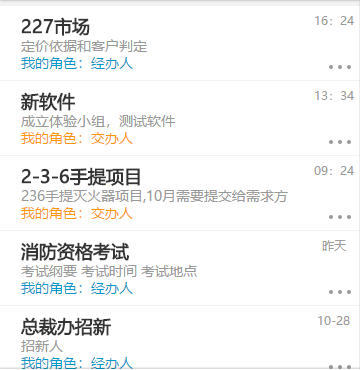 227市场
16：24
定价依据和客户判定
我的角色：经办人
新软件
13：34
成立体验小组，测试软件
我的角色：交办人
2-3-6手提项目
09：24
236手提灭火器项目,10月需要提交给需求方
我的角色：交办人
消防资格考试
昨天
考试纲要 考试时间 考试地点
我的角色：经办人
总裁办招新
10-28
招新人
我的角色：经办人